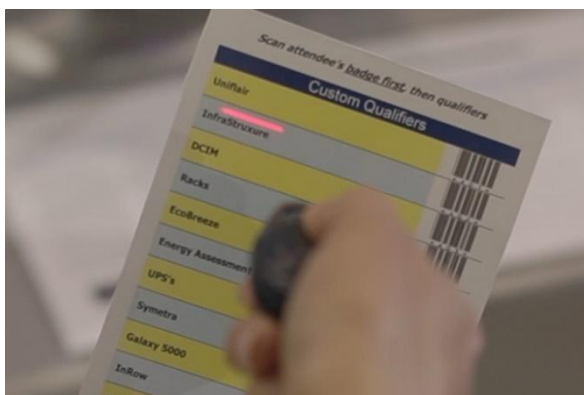 Scan attendee's badge first, then qualifiers
Custom Qualifiers
Uniflair
InfraStruxure
DCIM
Racks
EcoBreeze
Energy Assessment
UPS's
Symetra
Galaxy 5000
InRow